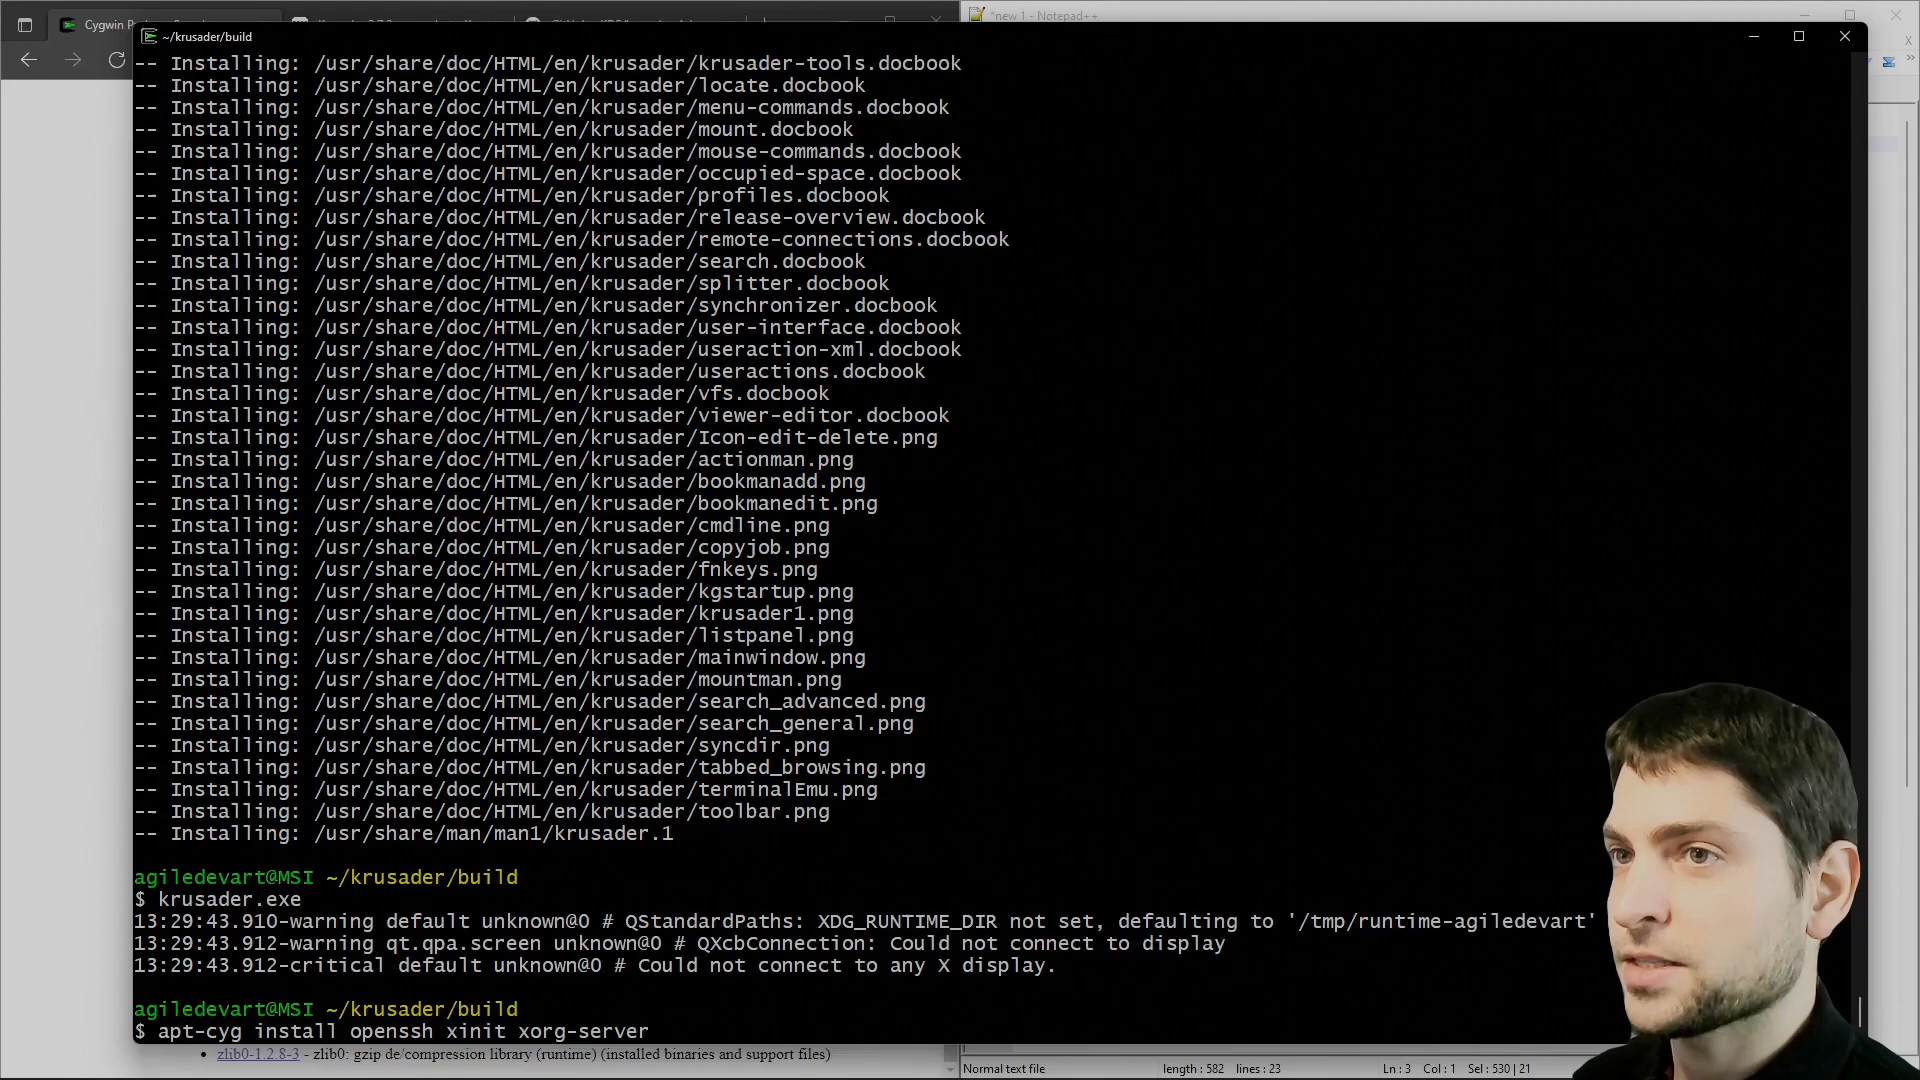 Cygwin P
*new 1 - Notepad++
~/krusader/build
-- Installing: /usr/share/doc/HTML/en/krusader/krusader-tools.docbook
-- Installing: /usr/share/doc/HTML/en/krusader/locate.docbook
-- Installing: /usr/share/doc/HTML/en/krusader/menu-commands.docbook
-- Installing: /usr/share/doc/HTML/en/krusader/mount.docbook
-- Installing: /usr/share/doc/HTML/en/krusader/mouse-commands.docbook
-- Installing: /usr/share/doc/HTML/en/krusader/occupied-space.docbook
-- Installing: /usr/share/doc/HTML/en/krusader/profiles.docbook
-- Installing: /usr/share/doc/HTML/en/krusader/release-overview.docbook
-- Installing: /usr/share/doc/HTML/en/krusader/remote-connections.docbook
-- Installing: /usr/share/doc/HTML/en/krusader/search.docbook
-- Installing: /usr/share/doc/HTML/en/krusader/splitter.docbook
-- Installing: /usr/share/doc/HTML/en/krusader/synchronizer.docbook
-- Installing: /usr/share/doc/HTML/en/krusader/user-interface.docbook
-- Installing: /usr/share/doc/HTML/en/krusader/useraction-xml.docbook
-- Installing: /usr/share/doc/HTML/en/krusader/useractions.docbook
-- Installing: /usr/share/doc/HTML/en/krusader/vfs.docbook
-- Installing: /usr/share/doc/HTML/en/krusader/viewer-editor.docbook
-- Installing: /usr/share/doc/HTML/en/krusader/Icon-edit-delete.png
-- Installing: /usr/share/doc/HTML/en/krusader/actionman.png
-- Installing: /usr/share/doc/HTML/en/krusader/bookmanadd.png
-- Installing: /usr/share/doc/HTML/en/krusader/bookmanedit.png
-- Installing: /usr/share/doc/HTML/en/krusader/cmdline.png
-- Installing: /usr/share/doc/HTML/en/krusader/copyjob.png
-- Installing: /usr/share/doc/HTML/en/krusader/fnkeys.png
-- Installing: /usr/share/doc/HTML/en/krusader/kgstartup.png
-- Installing: /usr/share/doc/HTML/en/krusader/krusader1.png
-- Installing: /usr/share/doc/HTML/en/krusader/listpanel.png
-- Installing: /usr/share/doc/HTML/en/krusader/mainwindow.png
-- Installing: /usr/share/doc/HTML/en/krusader/mountman.png
-- Installing: /usr/share/doc/HTML/en/krusader/search_advanced.png
-- Installing: /usr/share/doc/HTML/en/krusader/search_general.png
-- Installing: /usr/share/doc/HTML/en/krusader/syncdir.png
-- Installing: /usr/share/doc/HTML/en/krusader/tabbed_browsing.png
-- Installing: /usr/share/doc/HTML/en/krusader/terminalEmu.png
-- Installing: /usr/share/doc/HTML/en/krusader/toolbar.png
-- Installing: /usr/share/man/man1/krusader.1
agiledevart@MSI ~/krusader/build
$ krusader.exe
13:29:43.910-warning default unknown@0 # QStandardPaths: XDG_RUNTIME_DIR not set, defaulting to '/tmp/runtime-agiledevart'
13:29:43.912-warning qt.qpa.screen unknown@0 # QXcbConnection: Could not connect to display
13:29:43.912-critical default unknown@0 # Could not connect to any X display.
agiledevart@MSI ~/krusader/build
$ apt-cyg install openssh xinit xorg-server
zlib0-1.2.8-3 - zlib0: gzip de/compression library (runtime) (installed binaries and support files)
Normal text file length : 582 lines : 23 Ln : 3 Col : 1 Sel : 530 | 21